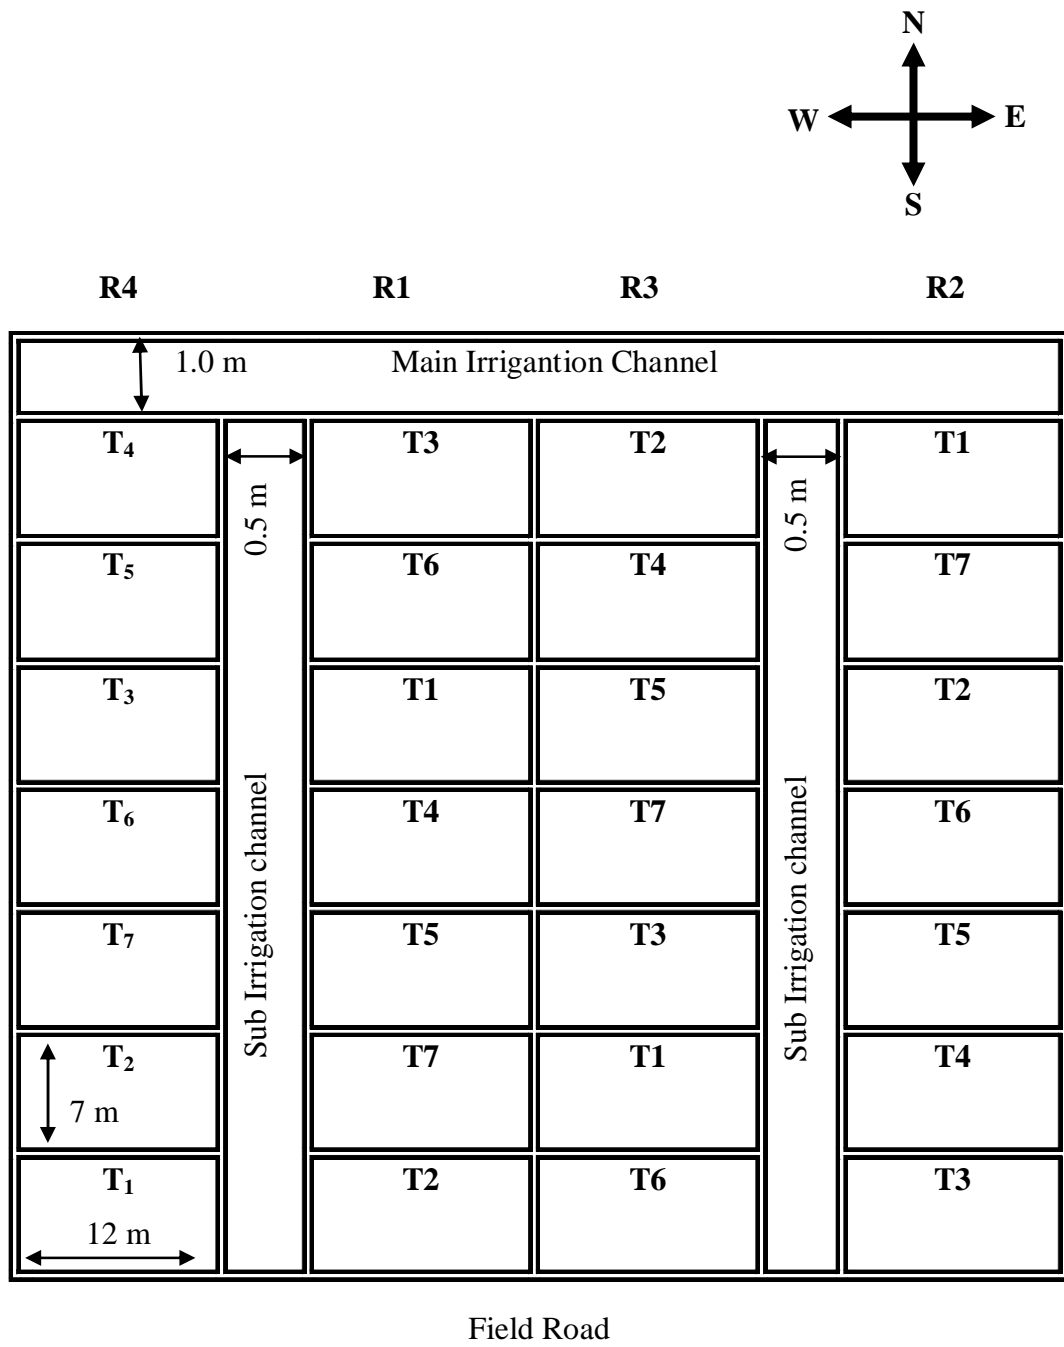 N
W E
S
R4 R1 R3 R2
1.0 m Main Irrigantion Channel
T₄ T3 T2 T1
0.5 m 0.5 m
T₅ T6 T4 T7
T₃ T1 T5 T2
T₆ T4 T7 T6
Sub Irrigation channel Sub Irrigation channel
T₇ T5 T3 T5
T₂ T7 T1 T4
7 m
T₁ T2 T6 T3
12 m
Field Road